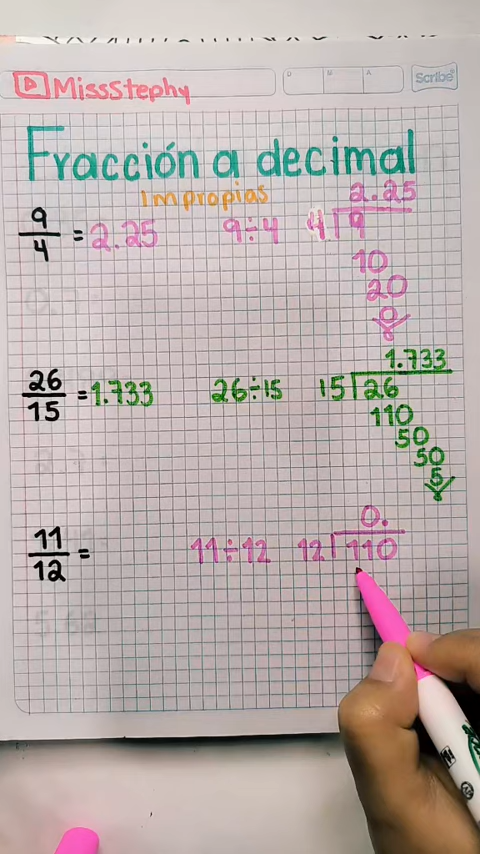 MissStephy
D M A
Scribe
Fracción a decimal
Impropias
9/4 = 2.25 9÷4 4 9 2.25
10
20
0
26/15 = 1.733 26÷15 15 26 1.733
110
50
50
5
11/12 = 11÷12 12 110 0.